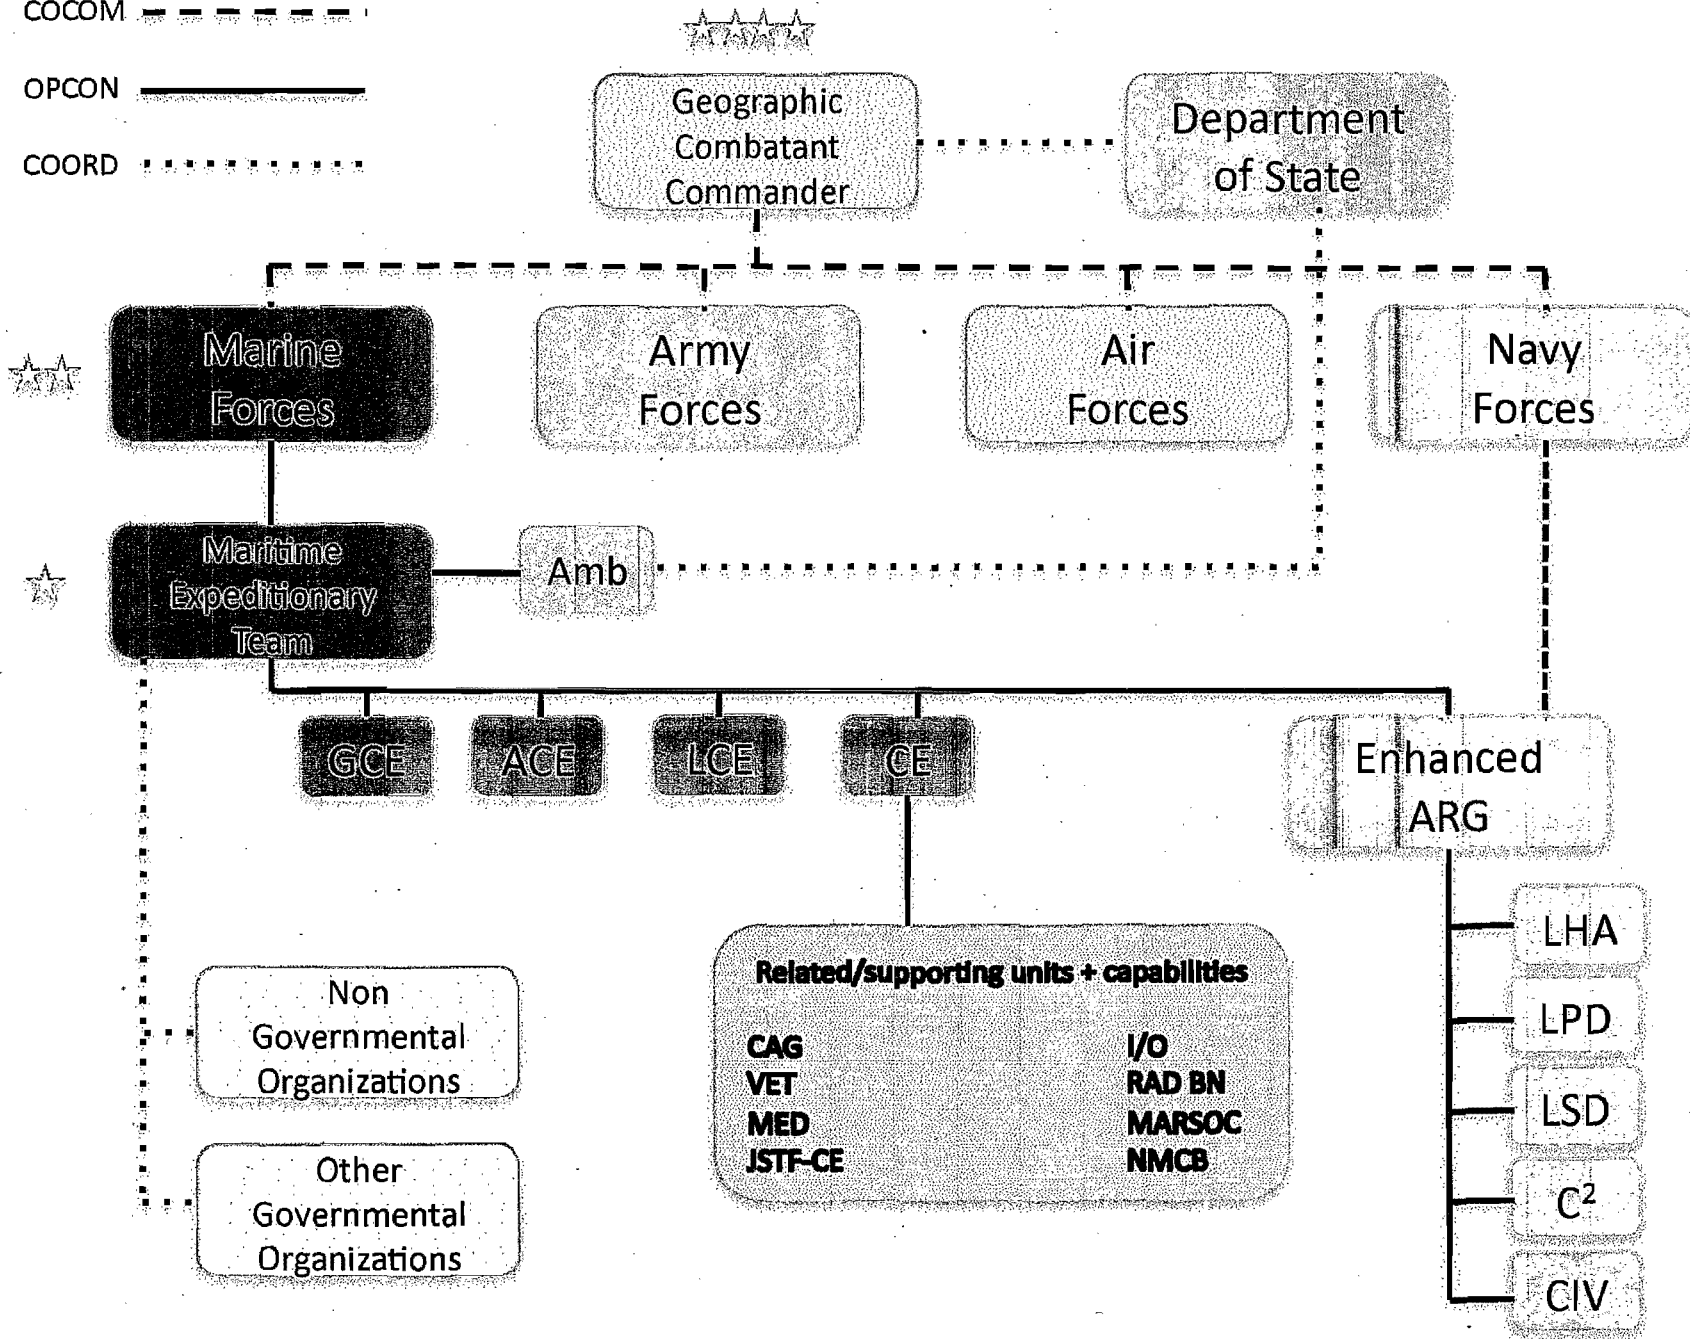 COCOM
OPCON
COORD
Geographic
Combatant
Commander
Department
of State
Marine
Forces
Army
Forces
Air
Forces
Navy
Forces
Maritime
Expeditionary
Team
Amb
GCE
ACE
LCE
CE
Enhanced
ARG
Related/supporting units + capabilities
CAG
VET
MED
JSTF-CE
I/O
RAD BN
MARSOC
NMCB
LHA
LPD
LSD
C²
CIV
Non
Governmental
Organizations
Other
Governmental
Organizations